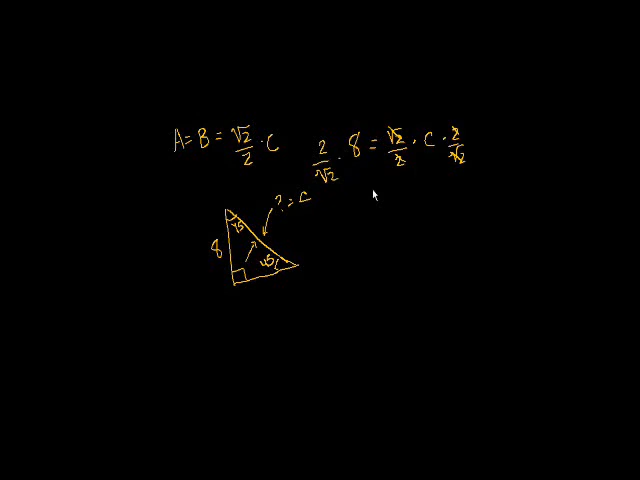 A = B = √2/2 · C
2/√2 · 8 = √2/2 · C · 2/√2
? = C
45
8
45